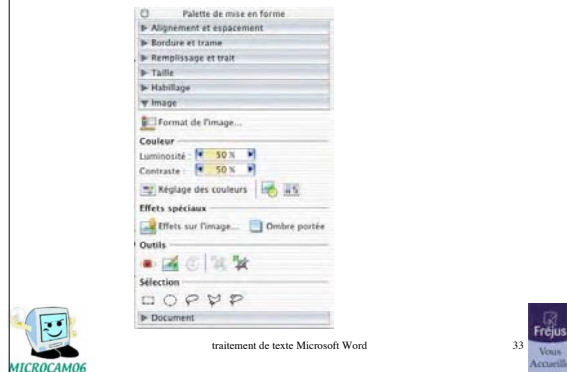 Palette de mise en forme
Alignement et espacement
Bordure et trame
Remplissage et trait
Taille
Habillage
Image
Format de l'image...
Couleur
Luminosité : 50 %
Contraste : 50 %
Réglage des couleurs
Effets spéciaux
Effets sur l'image... Ombre portée
Outils
Sélection
Document
traitement de texte Microsoft Word 33
MICROCAM06
Fréjus
Vous
Accueille